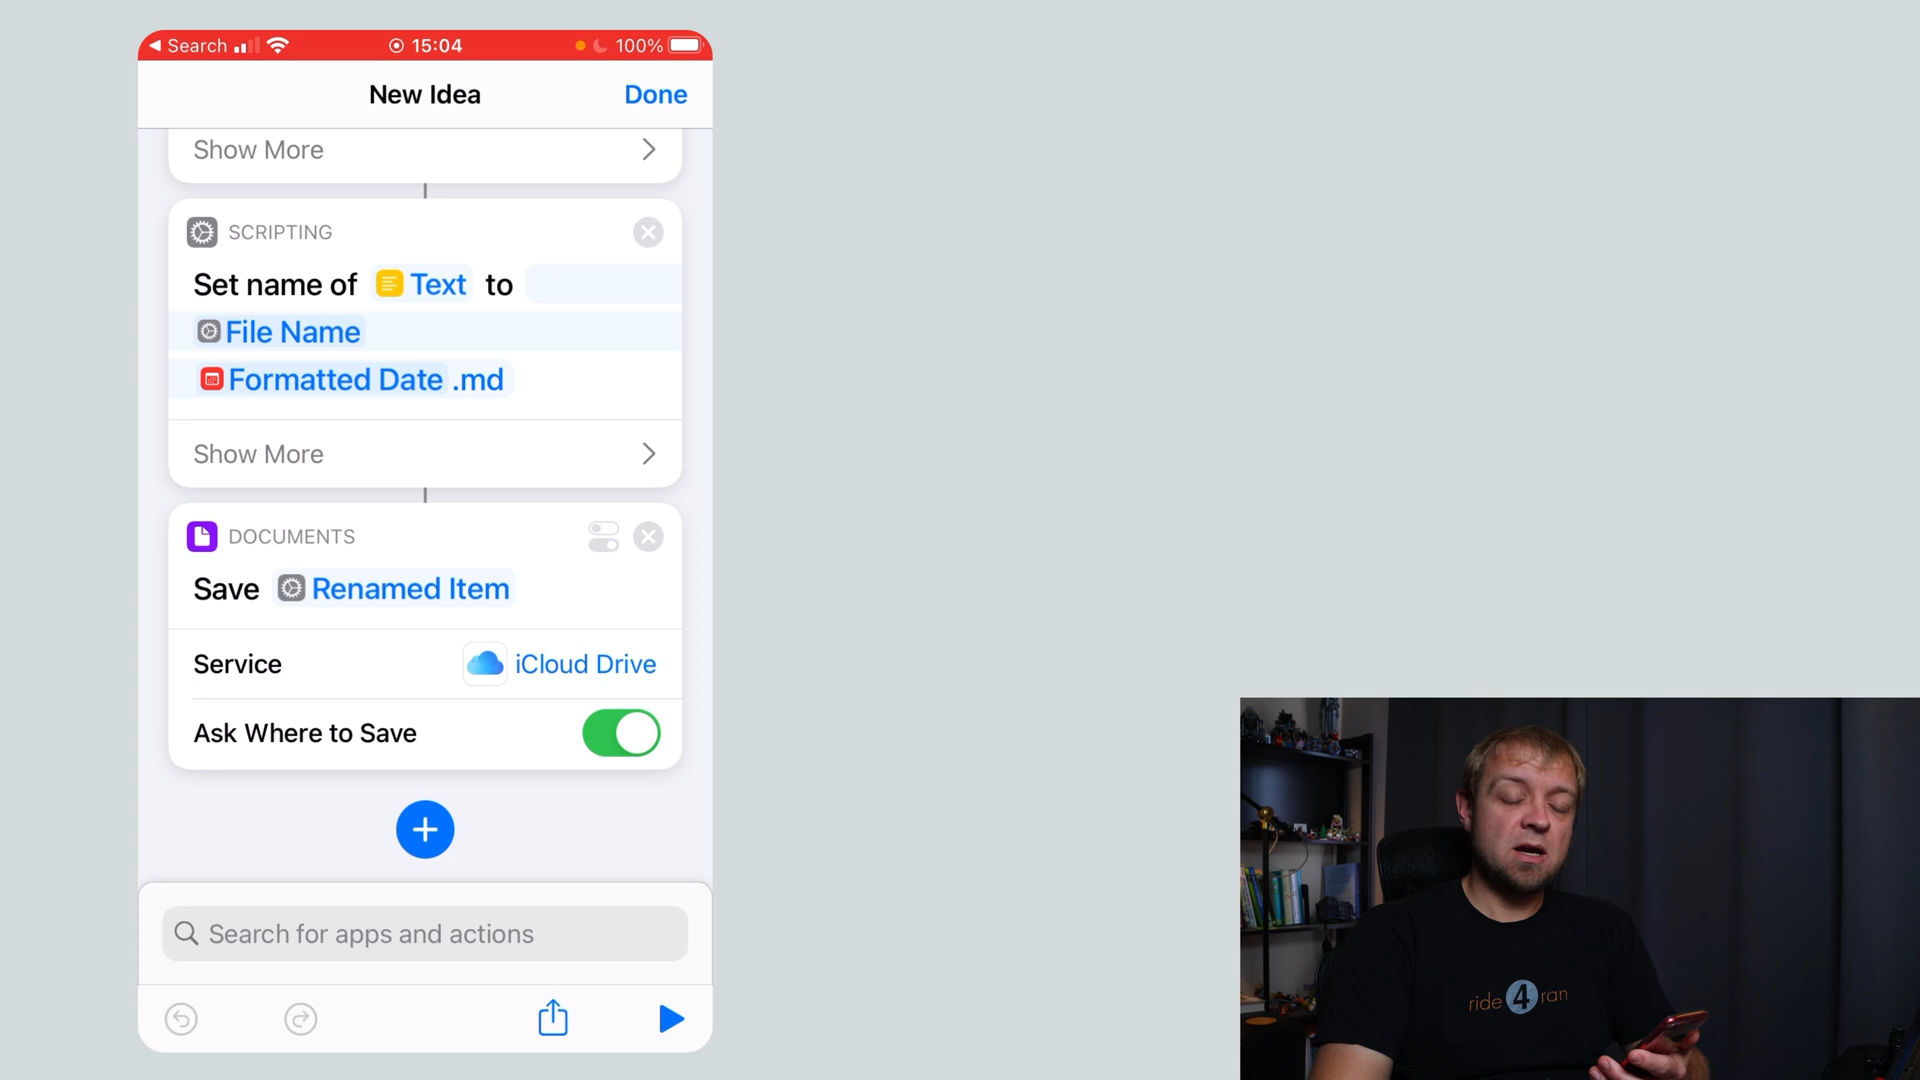 Search 15:04 100%
New Idea Done
Show More
SCRIPTING
Set name of Text to
File Name
Formatted Date .md
Show More
DOCUMENTS
Save Renamed Item
Service iCloud Drive
Ask Where to Save
Search for apps and actions
ride 4 ran